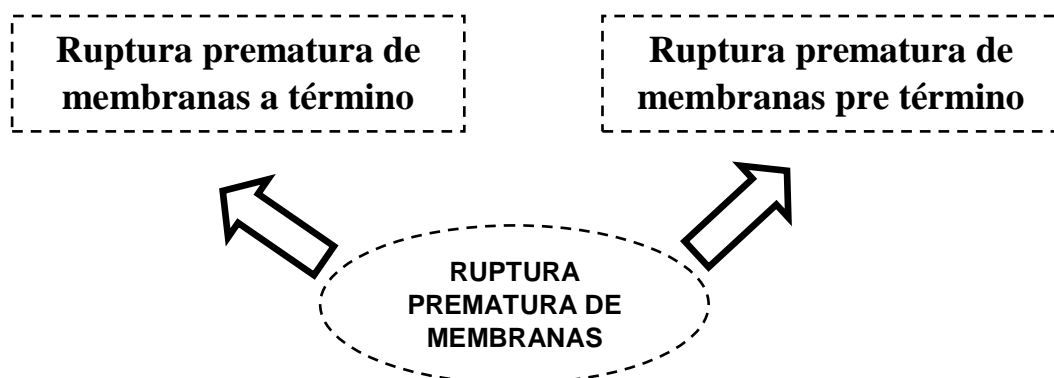 Ruptura prematura de
membranas a término
Ruptura prematura de
membranas pre término
RUPTURA
PREMATURA DE
MEMBRANAS